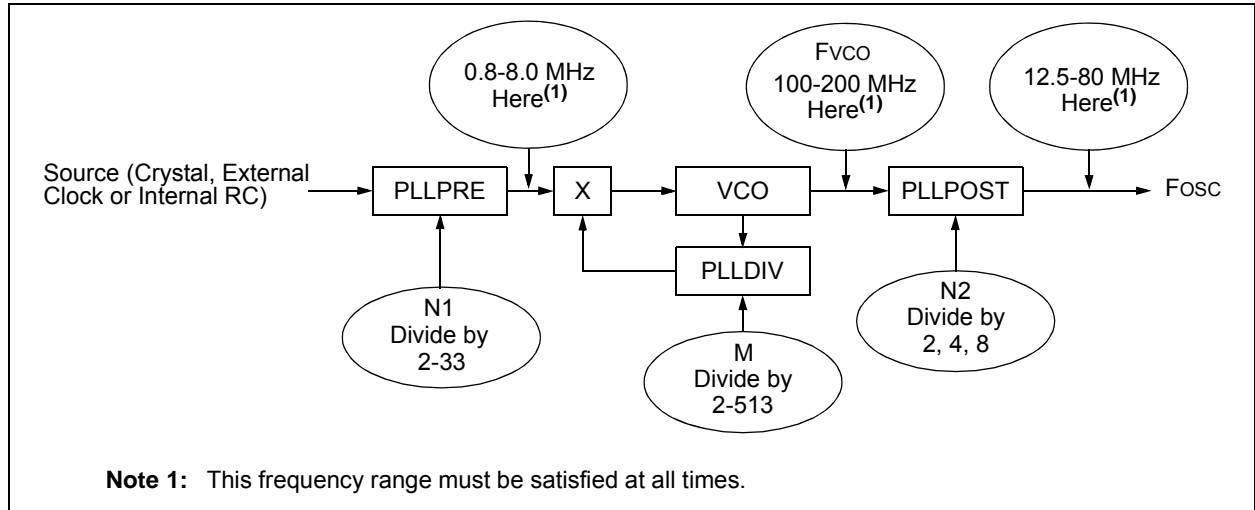 0.8-8.0 MHz
Here(1)
FVCO
100-200 MHz
Here(1)
12.5-80 MHz
Here(1)
Source (Crystal, External
Clock or Internal RC)
PLLPRE
X
VCO
PLLPOST
FOSC
PLLDIV
N1
Divide by
2-33
M
Divide by
2-513
N2
Divide by
2, 4, 8
Note 1: This frequency range must be satisfied at all times.